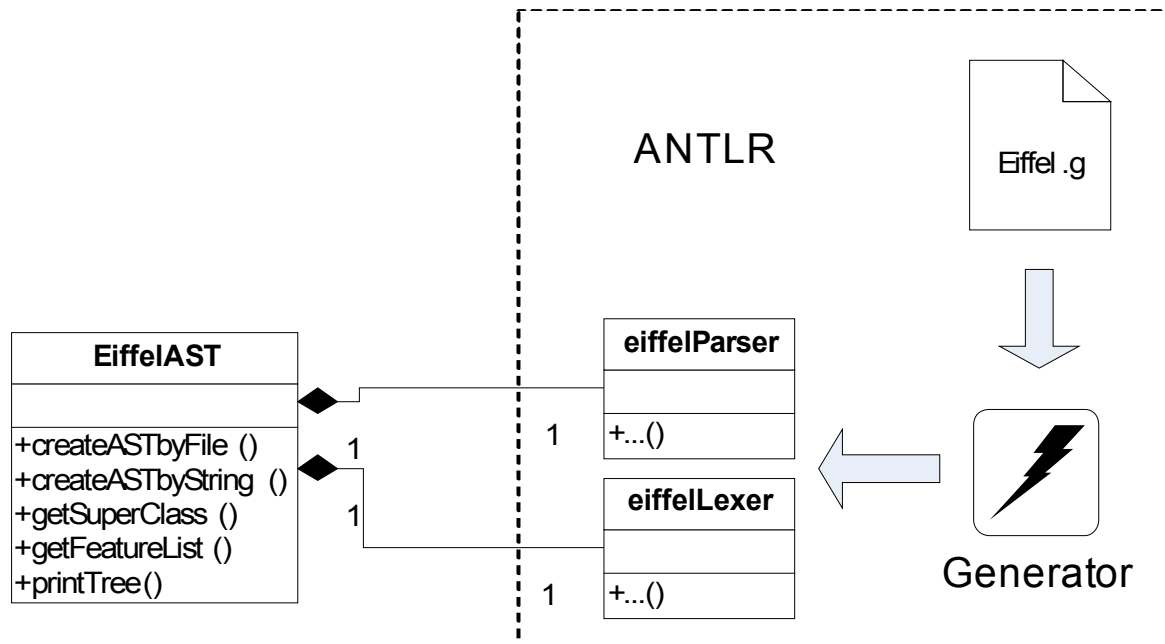 ANTLR
Eiffel .g
EiffelAST
+createASTbyFile ()
+createASTbyString ()
+getSuperClass ()
+getFeatureList ()
+printTree()
1
1
eiffelParser
+...()
1
eiffelLexer
+...()
1
Generator